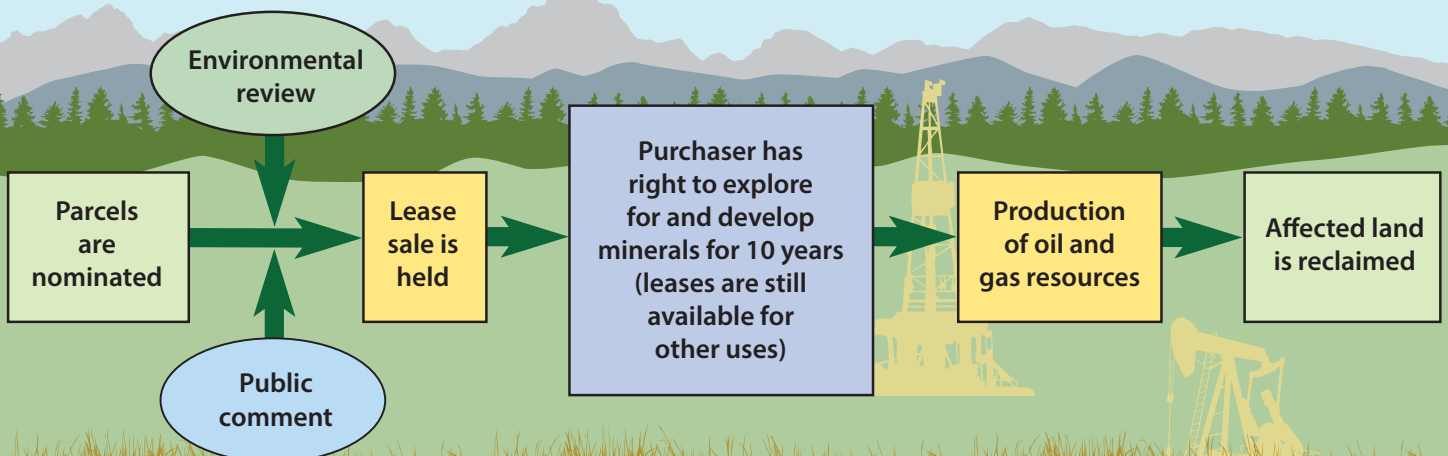 Environmental
review
Parcels
are
nominated
Public
comment
Lease
sale is
held
Purchaser has
right to explore
for and develop
minerals for 10 years
(leases are still
available for
other uses)
Production
of oil and
gas resources
Affected land
is reclaimed